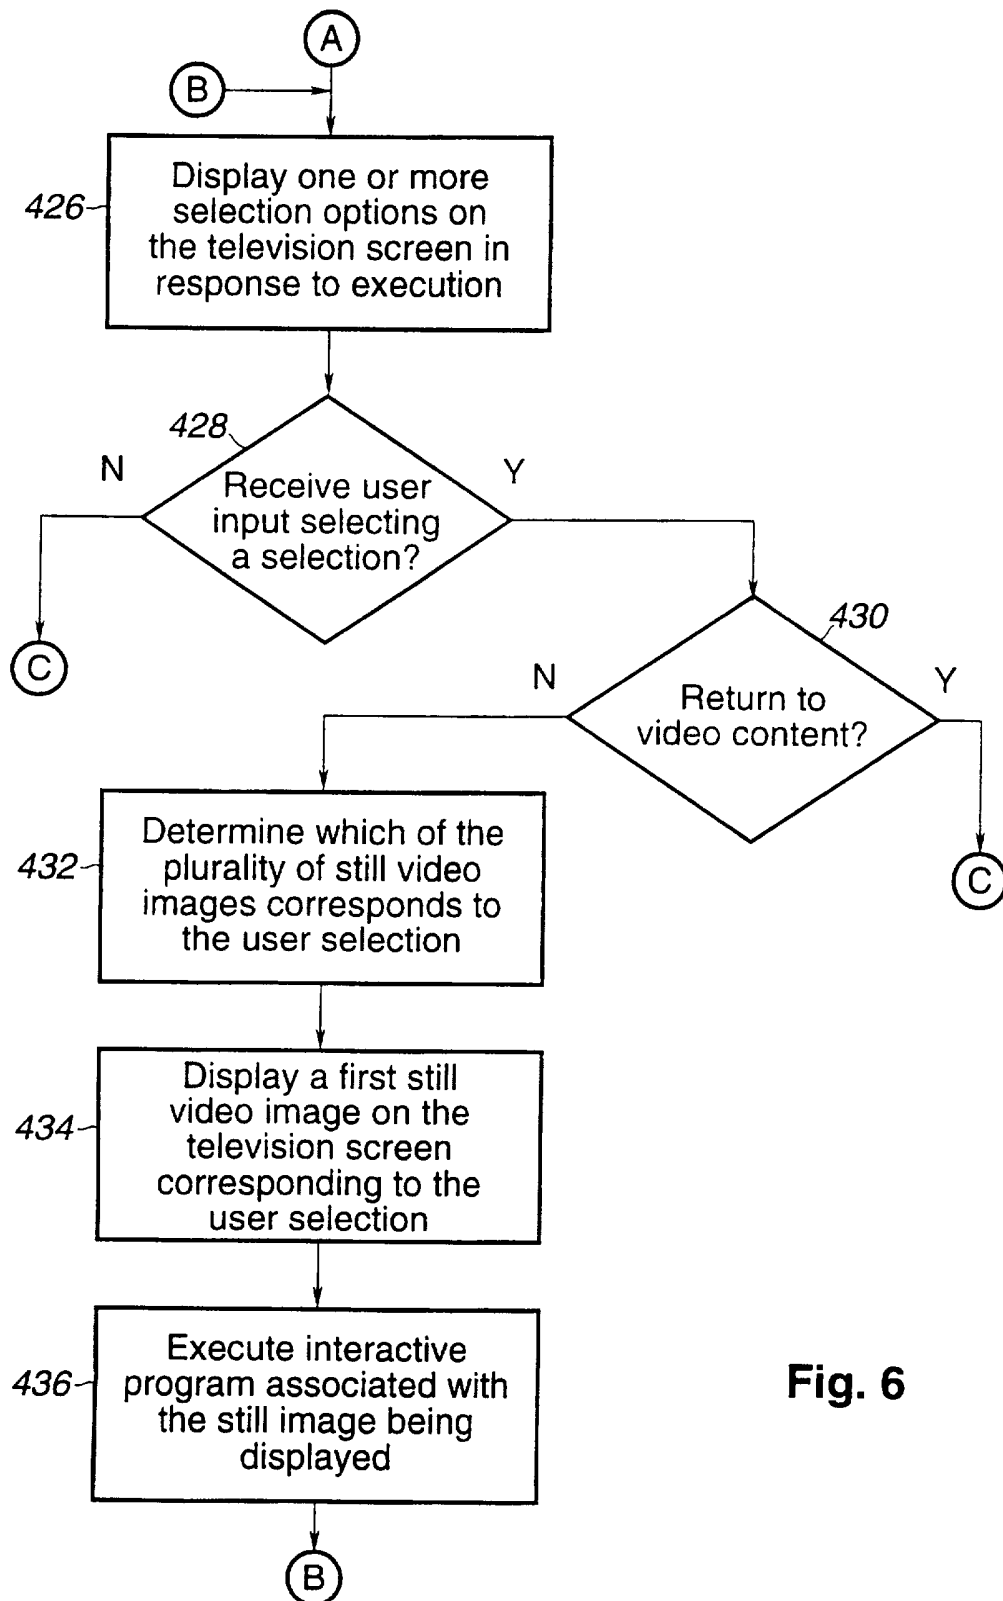 A
B
426
Display one or more
selection options on
the television screen in
response to execution
428
N
Y
Receive user
input selecting
a selection?
C
430
N
Y
Return to
video content?
C
432
Determine which of the
plurality of still video
images corresponds to
the user selection
434
Display a first still
video image on the
television screen
corresponding to the
user selection
436
Execute interactive
program associated with
the still image being
displayed
Fig. 6
B